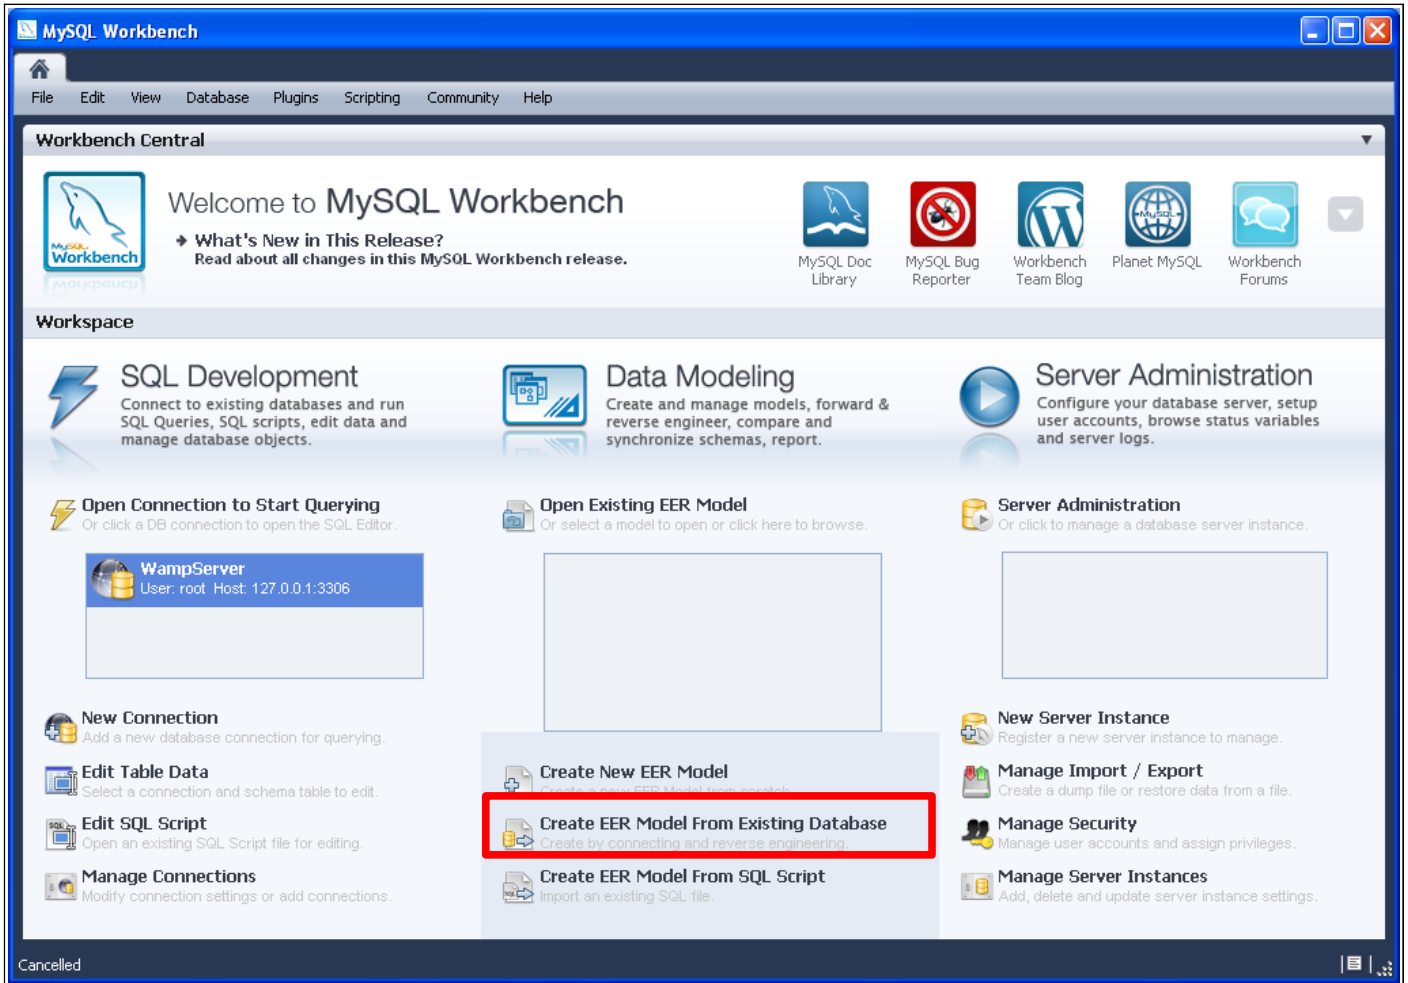 MySQL Workbench
File Edit View Database Plugins Scripting Community Help
Workbench Central
MySQL
Workbench
Welcome to MySQL Workbench
What's New in This Release?
Read about all changes in this MySQL Workbench release.
MySQL Doc
Library
MySQL Bug
Reporter
Workbench
Team Blog
MySQL
Planet MySQL
Workbench
Forums
Workspace
SQL Development
Connect to existing databases and run
SQL Queries, SQL scripts, edit data and
manage database objects.
Data Modeling
Create and manage models, forward &
reverse engineer, compare and
synchronize schemas, report.
Server Administration
Configure your database server, setup
user accounts, browse status variables
and server logs.
Open Connection to Start Querying
Or click a DB connection to open the SQL Editor.
WampServer
User: root Host: 127.0.0.1:3306
New Connection
Add a new database connection for querying.
Edit Table Data
Select a connection and schema table to edit.
Edit SQL Script
Open an existing SQL Script file for editing.
Manage Connections
Modify connection settings or add connections.
Open Existing EER Model
Or select a model to open or click here to browse.
Create New EER Model
Create a new EER Model from scratch
Create EER Model From Existing Database
Create by connecting and reverse engineering.
Create EER Model From SQL Script
Import an existing SQL file.
Server Administration
Or click to manage a database server instance.
New Server Instance
Register a new server instance to manage.
Manage Import / Export
Create a dump file or restore data from a file.
Manage Security
Manage user accounts and assign privileges.
Manage Server Instances
Add, delete and update server instance settings.
Cancelled